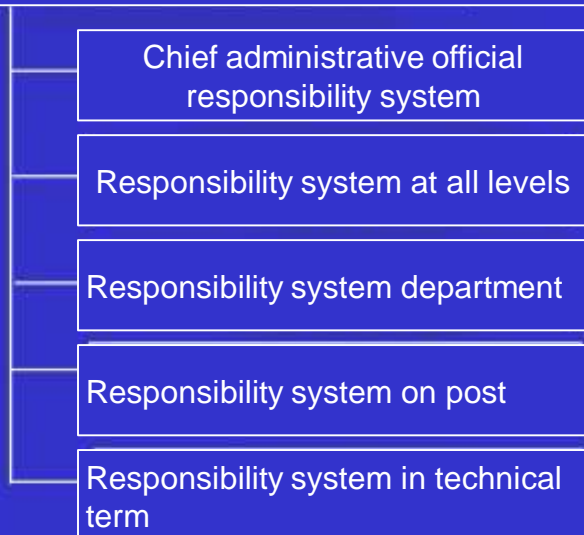 Chief administrative official
responsibility system
Responsibility system at all levels
Responsibility system department
Responsibility system on post
Responsibility system in technical
term